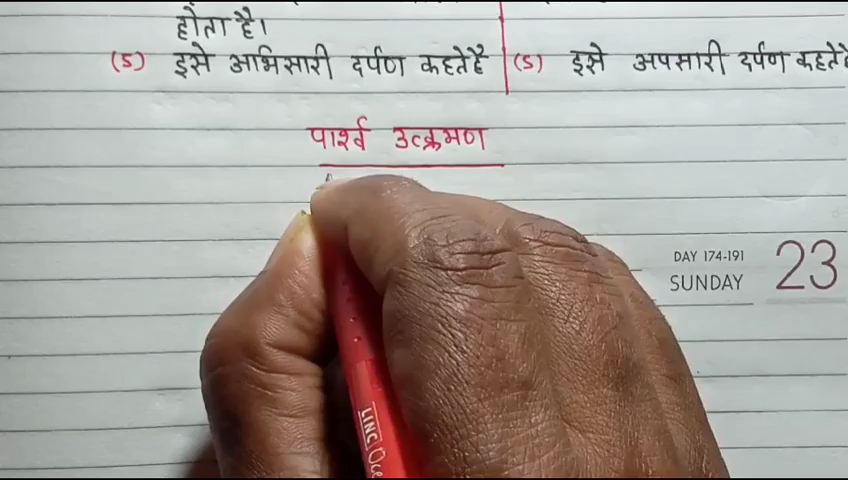 होता है।
(5) इसे अभिसारी दर्पण कहतेहै
(5) इसे अपसारी दर्पण कहतेहै
पार्श्व उत्क्रमण
DAY 174-191
SUNDAY
23
LINC